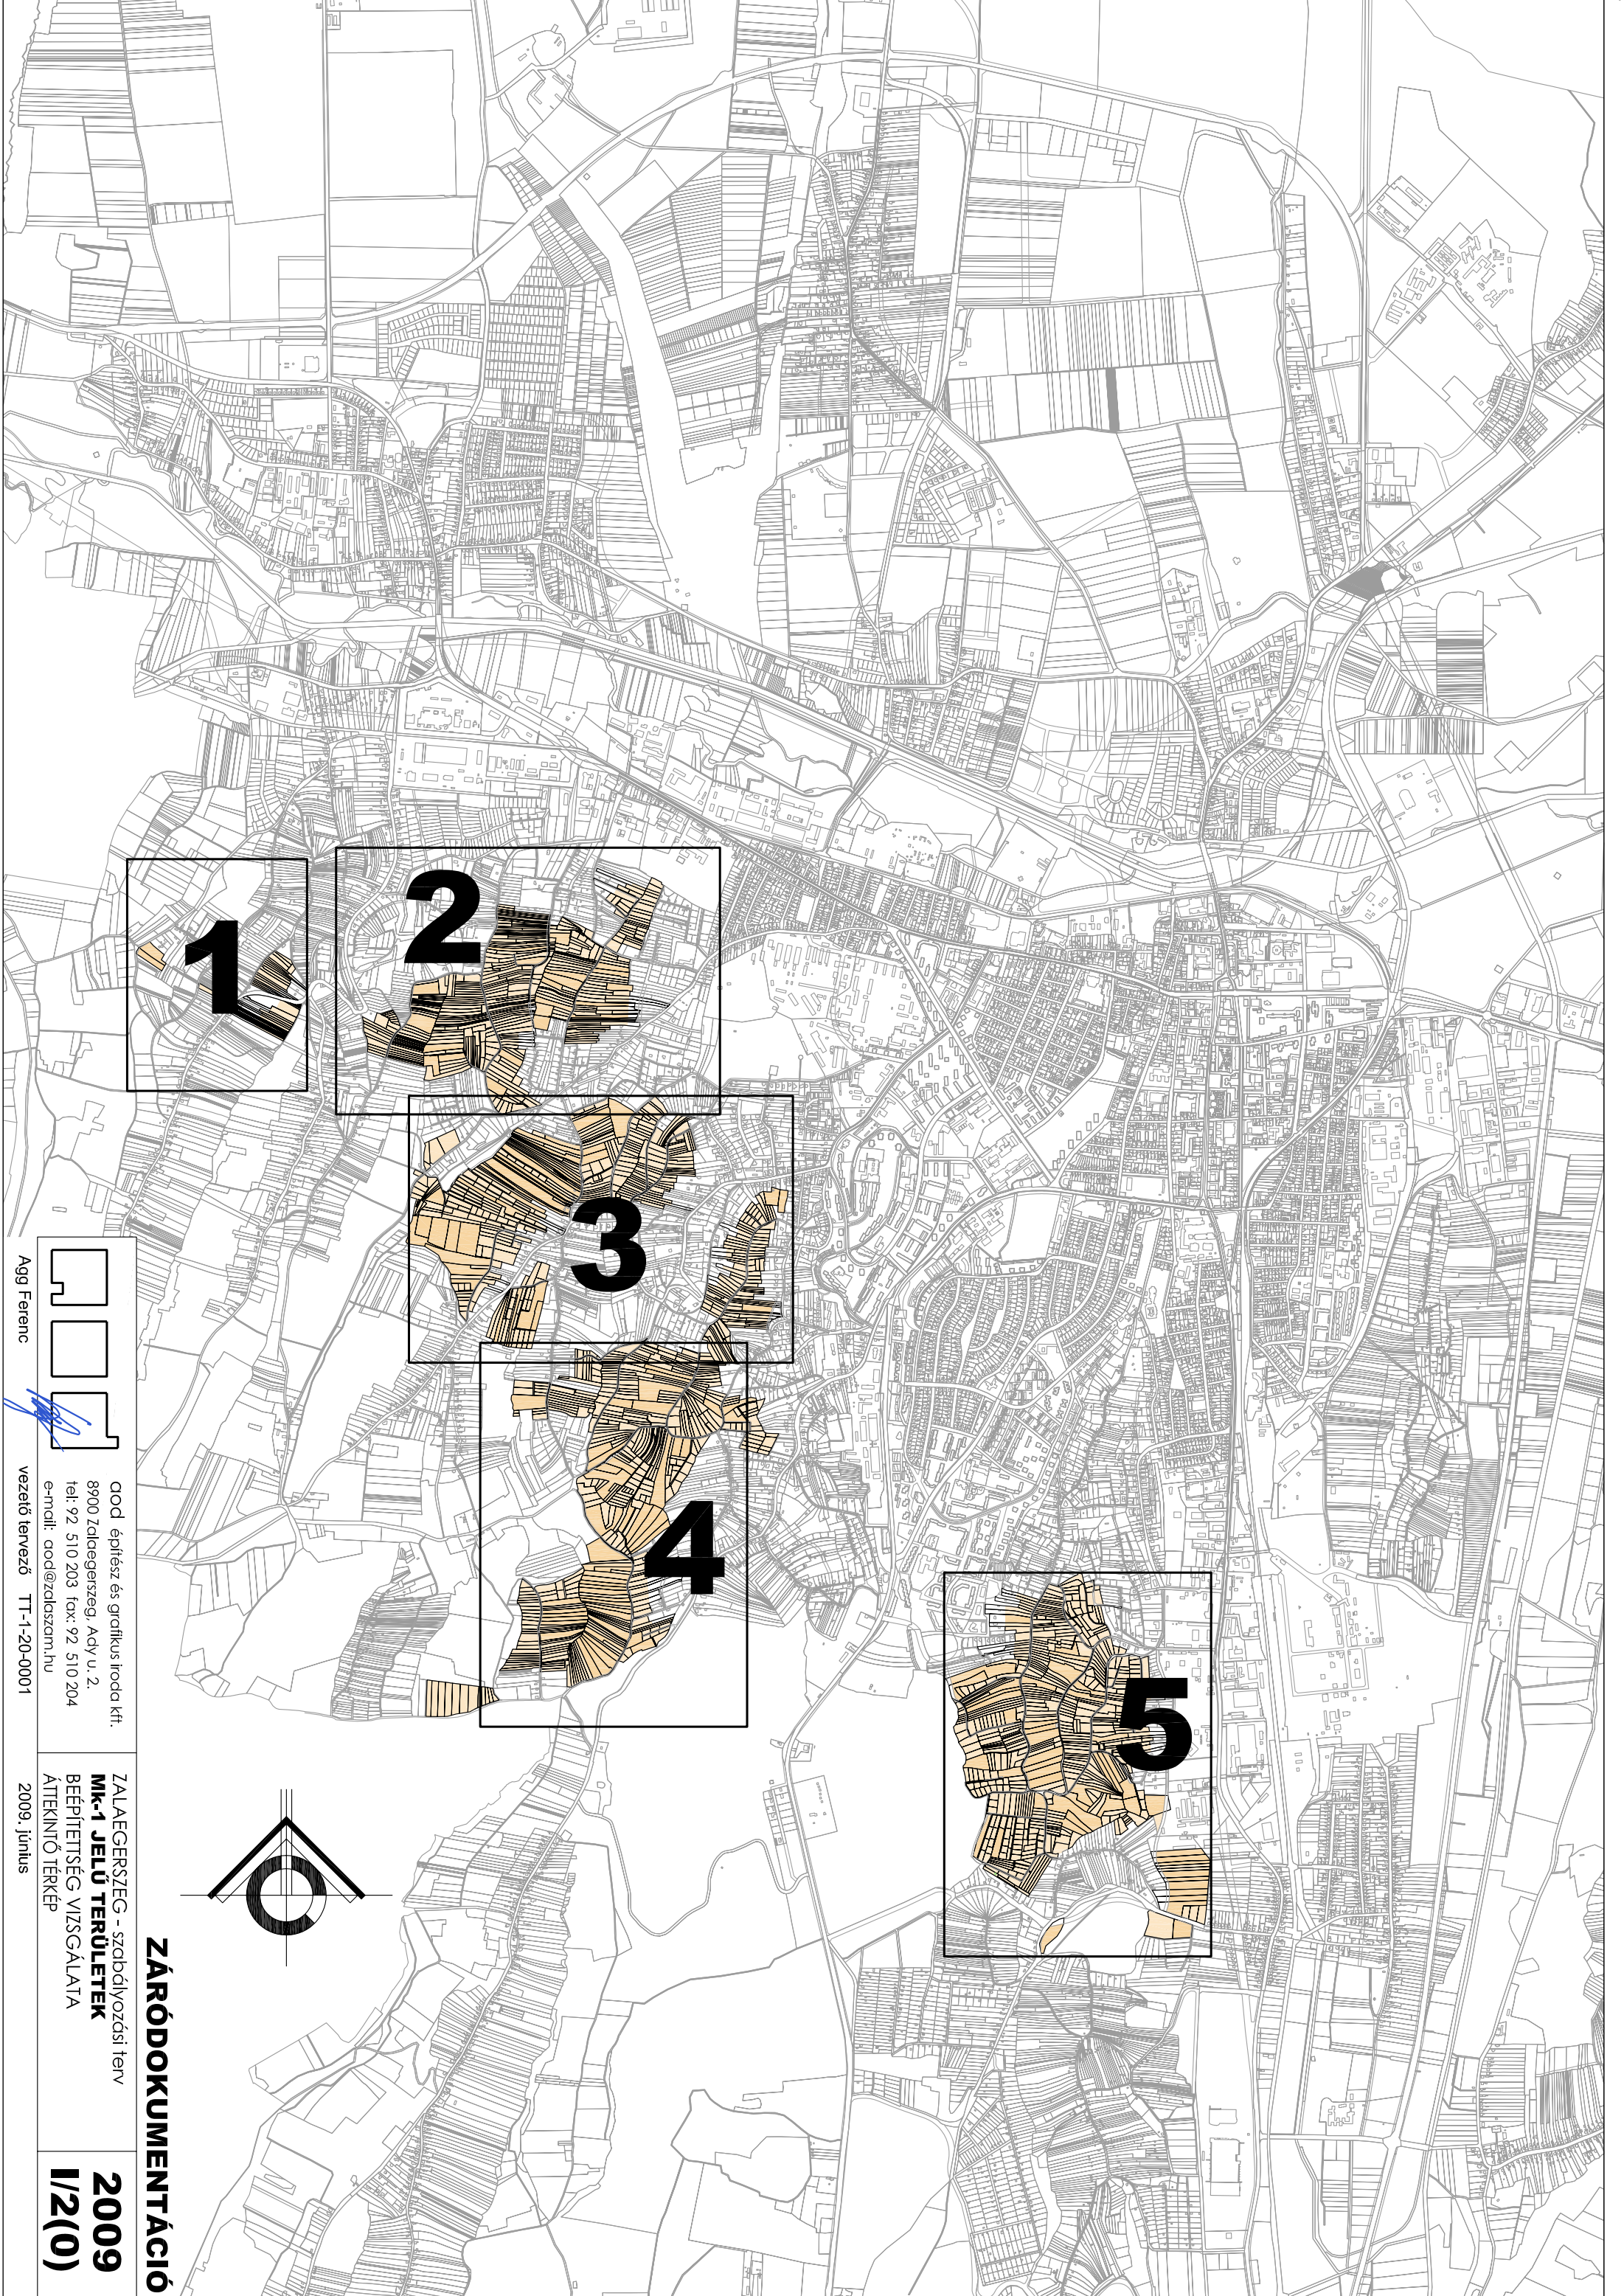 1
2
3
4
5
ZÁRÓDOKUMENTÁCIÓ
aod építész és grafikus iroda kft.
8900 Zalaegerszeg, Ady u. 2.
tel: 92 510 203 fax: 92 510 204
e-mail: aod@zalaszam.hu
ZALAEGERSZEG - szabályozási terv
Mk-1 JELŰ TERÜLETEK
BEÉPÍTETTSÉG VIZSGÁLATA
ÁTTEKINTŐ TÉRKÉP
2009
I/2(0)
Agg Ferenc vezető tervező TT-1-20-0001 2009. június